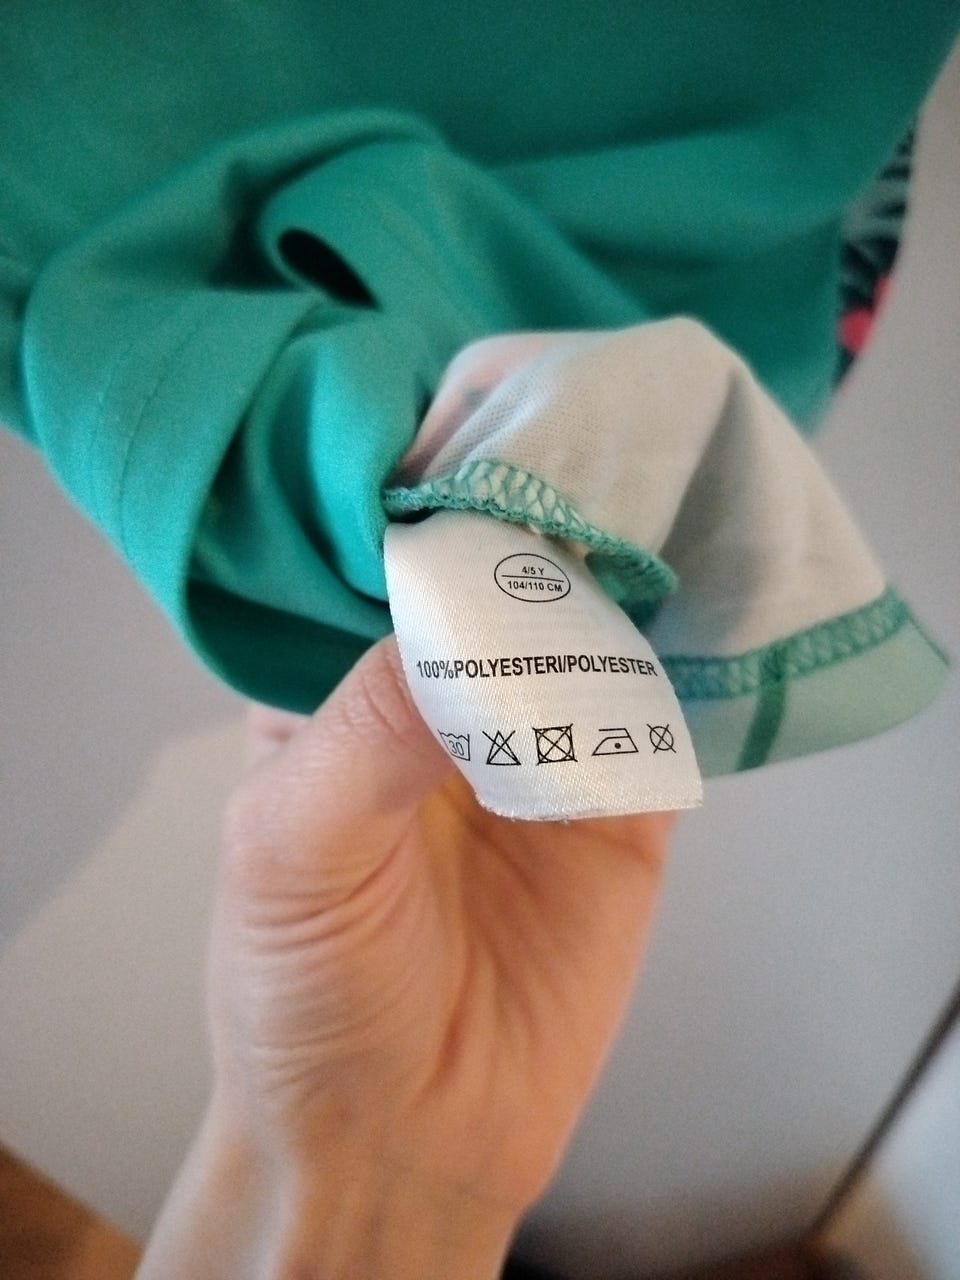 4/5 Y
104/110 CM
100%POLYESTERI/POLYESTER
30